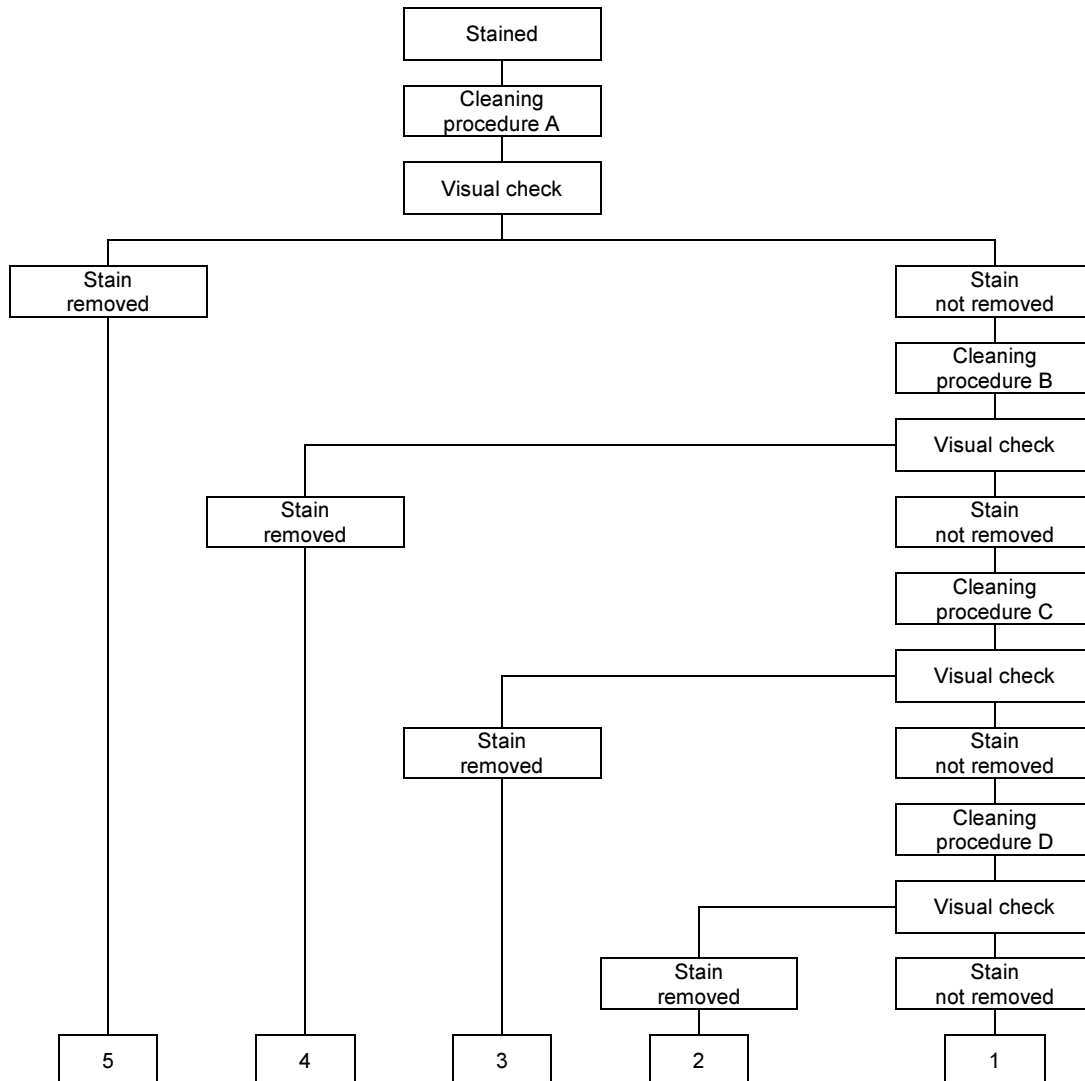 Stained
Cleaning
procedure A
Visual check
Stain
removed
Stain
not removed
Cleaning
procedure B
Visual check
Stain
removed
Stain
not removed
Cleaning
procedure C
Visual check
Stain
removed
Stain
not removed
Cleaning
procedure D
Visual check
Stain
removed
Stain
not removed
5
4
3
2
1